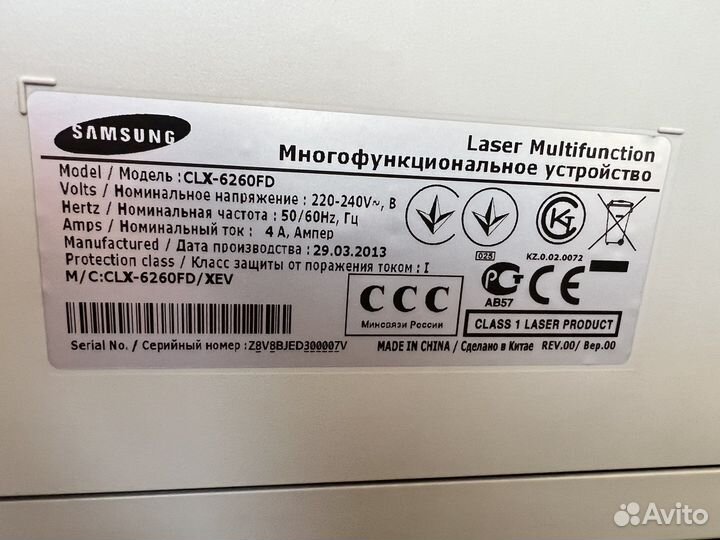 SAMSUNG
Laser Multifunction
Многофункциональное устройство
Model / Модель :CLX-6260FD
Volts / Номинальное напряжение : 220-240V~, В
Hertz / Номинальная частота : 50/60Hz, Гц
Amps / Номинальный ток : 4 A, Ампер
Manufactured / Дата производства :29.03.2013
Protection class / Класс защиты от поражения током : I
M/C:CLX-6260FD/XEV
025
KZ.0.02.0072
АВ57
CE
ССС
Минсвязи России
CLASS 1 LASER PRODUCT
Serial No. / Серийный номер :Z8V8BJED300007V
MADE IN CHINA / Сделано в Китае
REV.00/ Вер.00
Avito